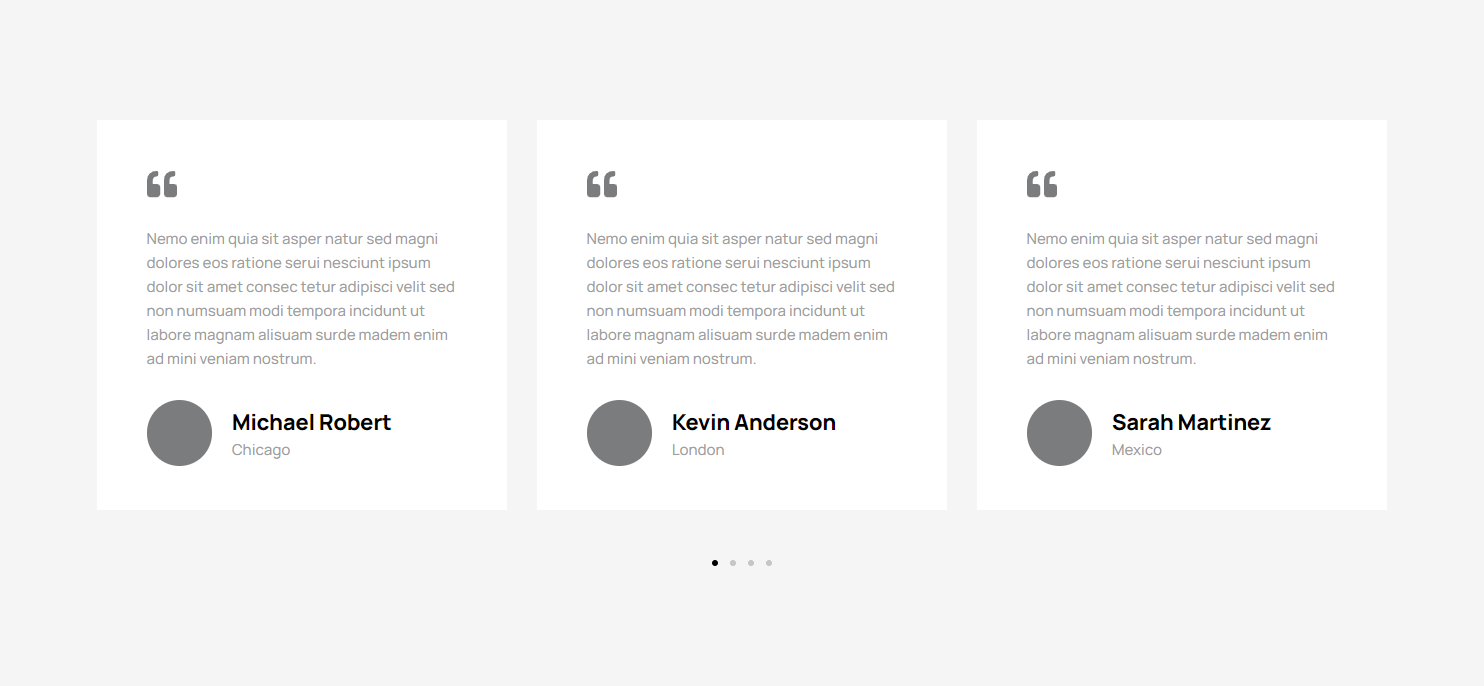 Nemo enim quia sit asper natur sed magni
dolores eos ratione serui nesciunt ipsum
dolor sit amet consec tetur adipisci velit sed
non numsuam modi tempora incidunt ut
labore magnam alisuam surde madem enim
ad mini veniam nostrum.
Michael Robert
Chicago
Nemo enim quia sit asper natur sed magni
dolores eos ratione serui nesciunt ipsum
dolor sit amet consec tetur adipisci velit sed
non numsuam modi tempora incidunt ut
labore magnam alisuam surde madem enim
ad mini veniam nostrum.
Kevin Anderson
London
Nemo enim quia sit asper natur sed magni
dolores eos ratione serui nesciunt ipsum
dolor sit amet consec tetur adipisci velit sed
non numsuam modi tempora incidunt ut
labore magnam alisuam surde madem enim
ad mini veniam nostrum.
Sarah Martinez
Mexico